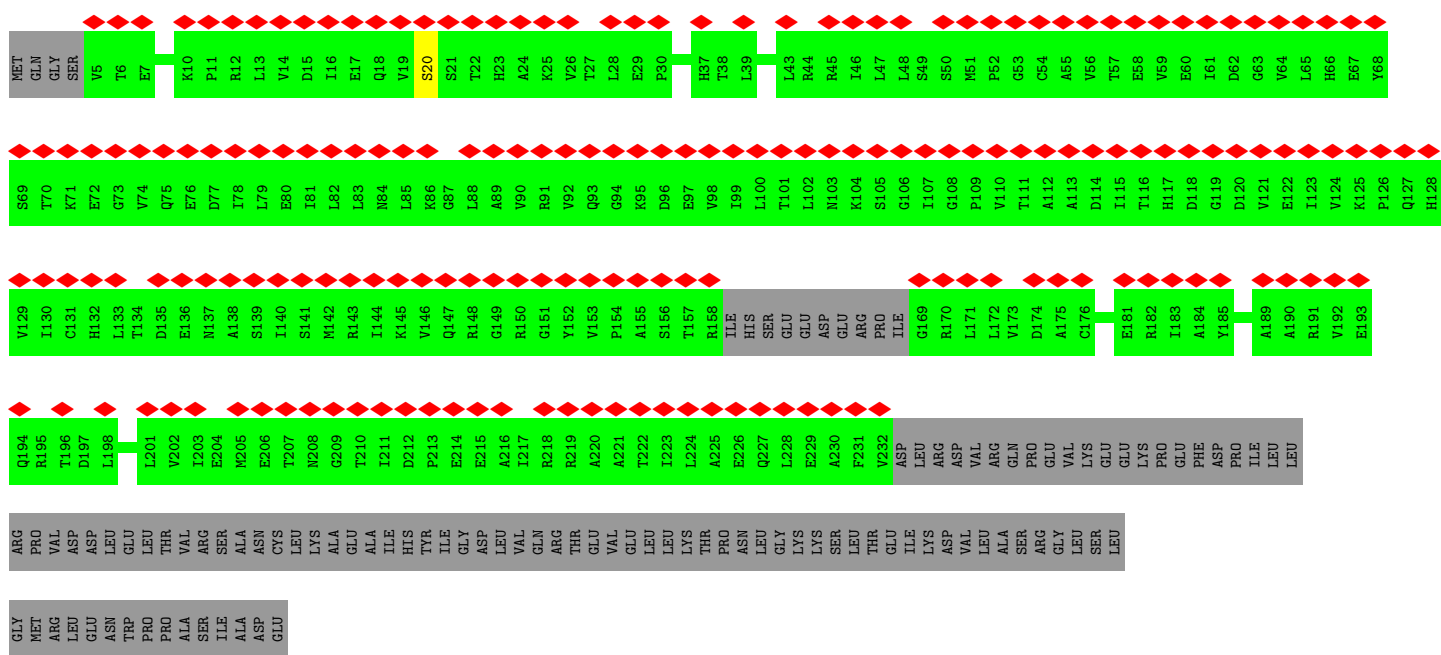 MET GLN GLY SER V5 T6 E7 K10 P11 R12 L13 V14 D15 I16 E17 Q18 V19 S20 S21 T22 H23 A24 K25 V26 T27 L28 E29 P30 H37 T38 L39 L43 R44 R45 I46 L47 L48 S49 S50 M51 P52 G53 C54 A55 V56 T57 E58 V59 E60 I61 D62 G63 V64 L65 H66 E67 Y68
S69 T70 K71 E72 G73 V74 Q75 E76 D77 I78 L79 E80 I81 L82 L83 N84 L85 K86 G87 L88 A89 V90 R91 V92 Q93 G94 K95 D96 E97 V98 I99 L100 T101 L102 N103 K104 S105 G106 I107 G108 P109 V110 T111 A112 A113 D114 I115 T116 H117 D118 G119 D120 V121 E122 I123 V124 K125 P126 Q127 H128
V129 I130 C131 H132 L133 T134 D135 E136 N137 A138 S139 I140 S141 M142 R143 I144 K145 V146 Q147 R148 G149 R150 G151 Y152 V153 P154 A155 S156 T157 R158 ILE HIS SER GLU GLU ASP GLU ARG PRO ILE G169 R170 L171 L172 V173 D174 A175 C176 E181 R182 I183 A184 Y185 A189 A190 R191 V192 E193
Q194 R195 T196 D197 L198 L201 V202 I203 E204 M205 E206 T207 N208 G209 T210 I211 D212 P213 E214 E215 A216 I217 R218 R219 A220 A221 T222 I223 L224 A225 E226 Q227 L228 E229 A230 F231 V232 ASP LEU ARG ASP VAL ARG GLN PRO GLU VAL LYS GLU GLU LYS PRO GLU PHE ASP PRO ILE LEU LEU
ARG PRO VAL ASP ASP LEU GLU LEU THR VAL ARG SER ALA ASN CYS LEU LYS ALA GLU ALA ILE HIS TYR ILE GLY ASP LEU VAL GLN ARG THR GLU VAL GLU LEU LEU LYS THR PRO ASN LEU GLY LYS LYS SER LEU THR GLU ILE LYS ASP VAL LEU ALA SER ARG GLY LEU SER LEU
GLY MET ARG LEU GLU ASN TRP PRO PRO ALA SER ILE ALA ASP GLU